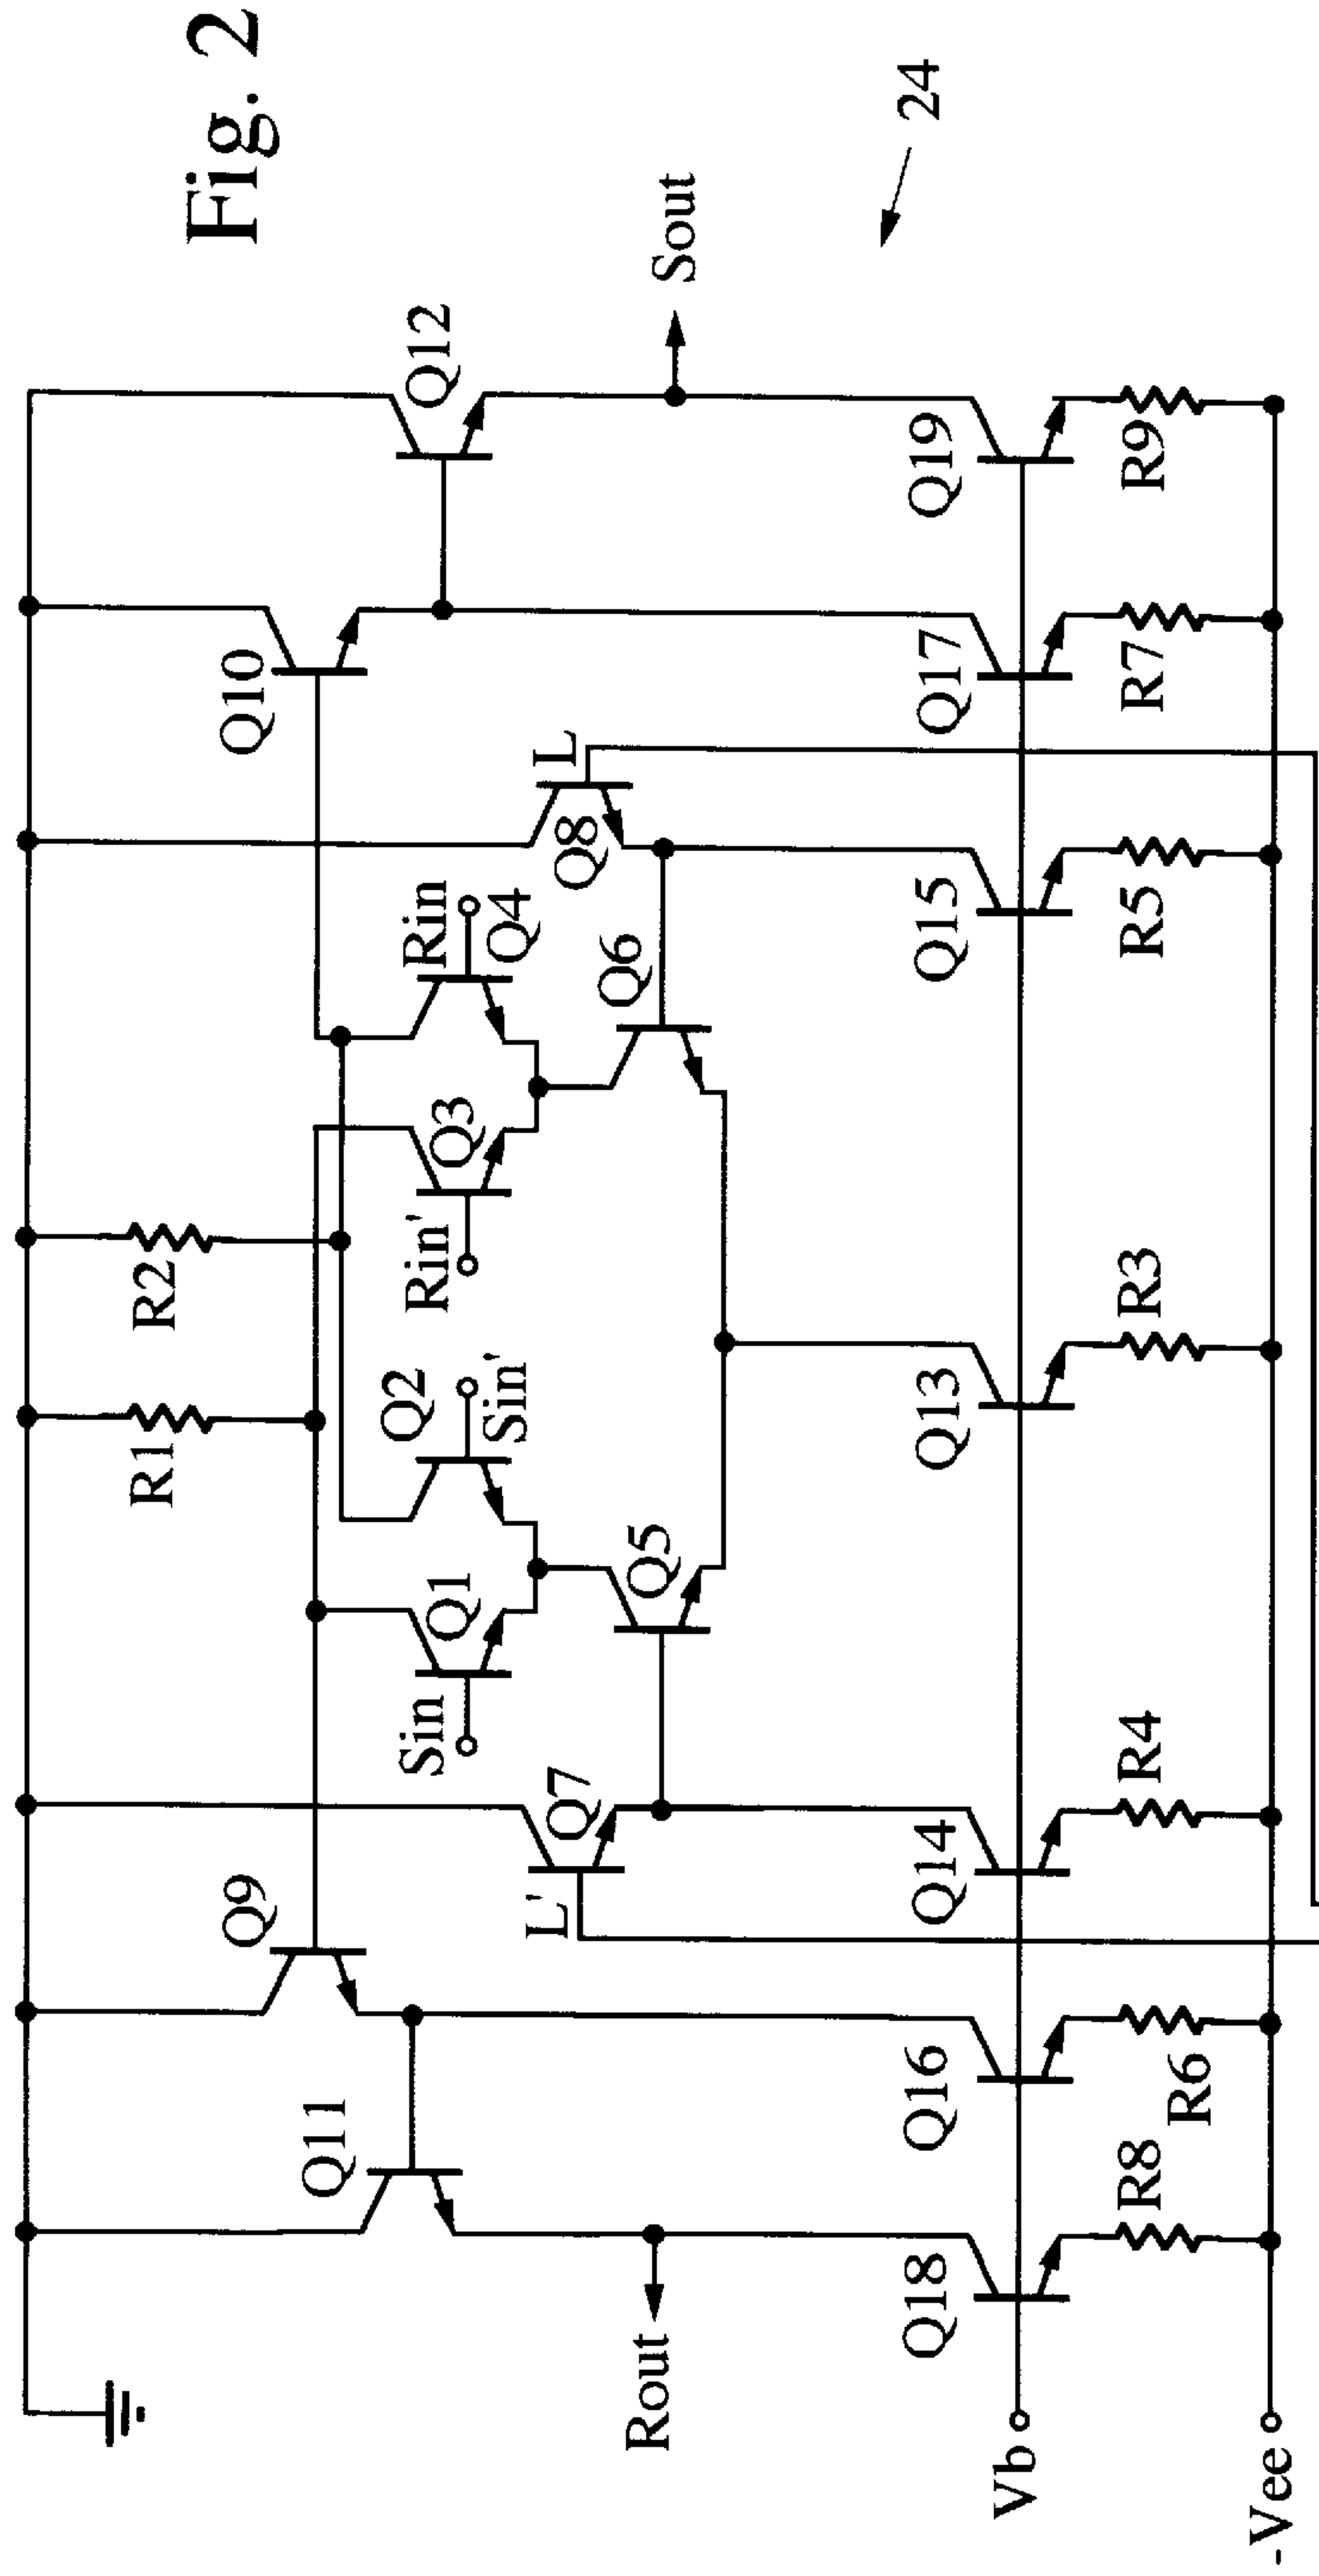 Fig. 2
24
R1
R2
Q9
Q10
Q11
Q12
Sin
Q1
Q2
Sin'
Rin'
Q3
Rin
Q4
L'
Q7
Q5
Q6
Q8
L
Rout
Sout
Q18
Q16
Q14
Q13
Q15
Q17
Q19
Vb
R8
R6
R4
R3
R5
R7
R9
-Vee